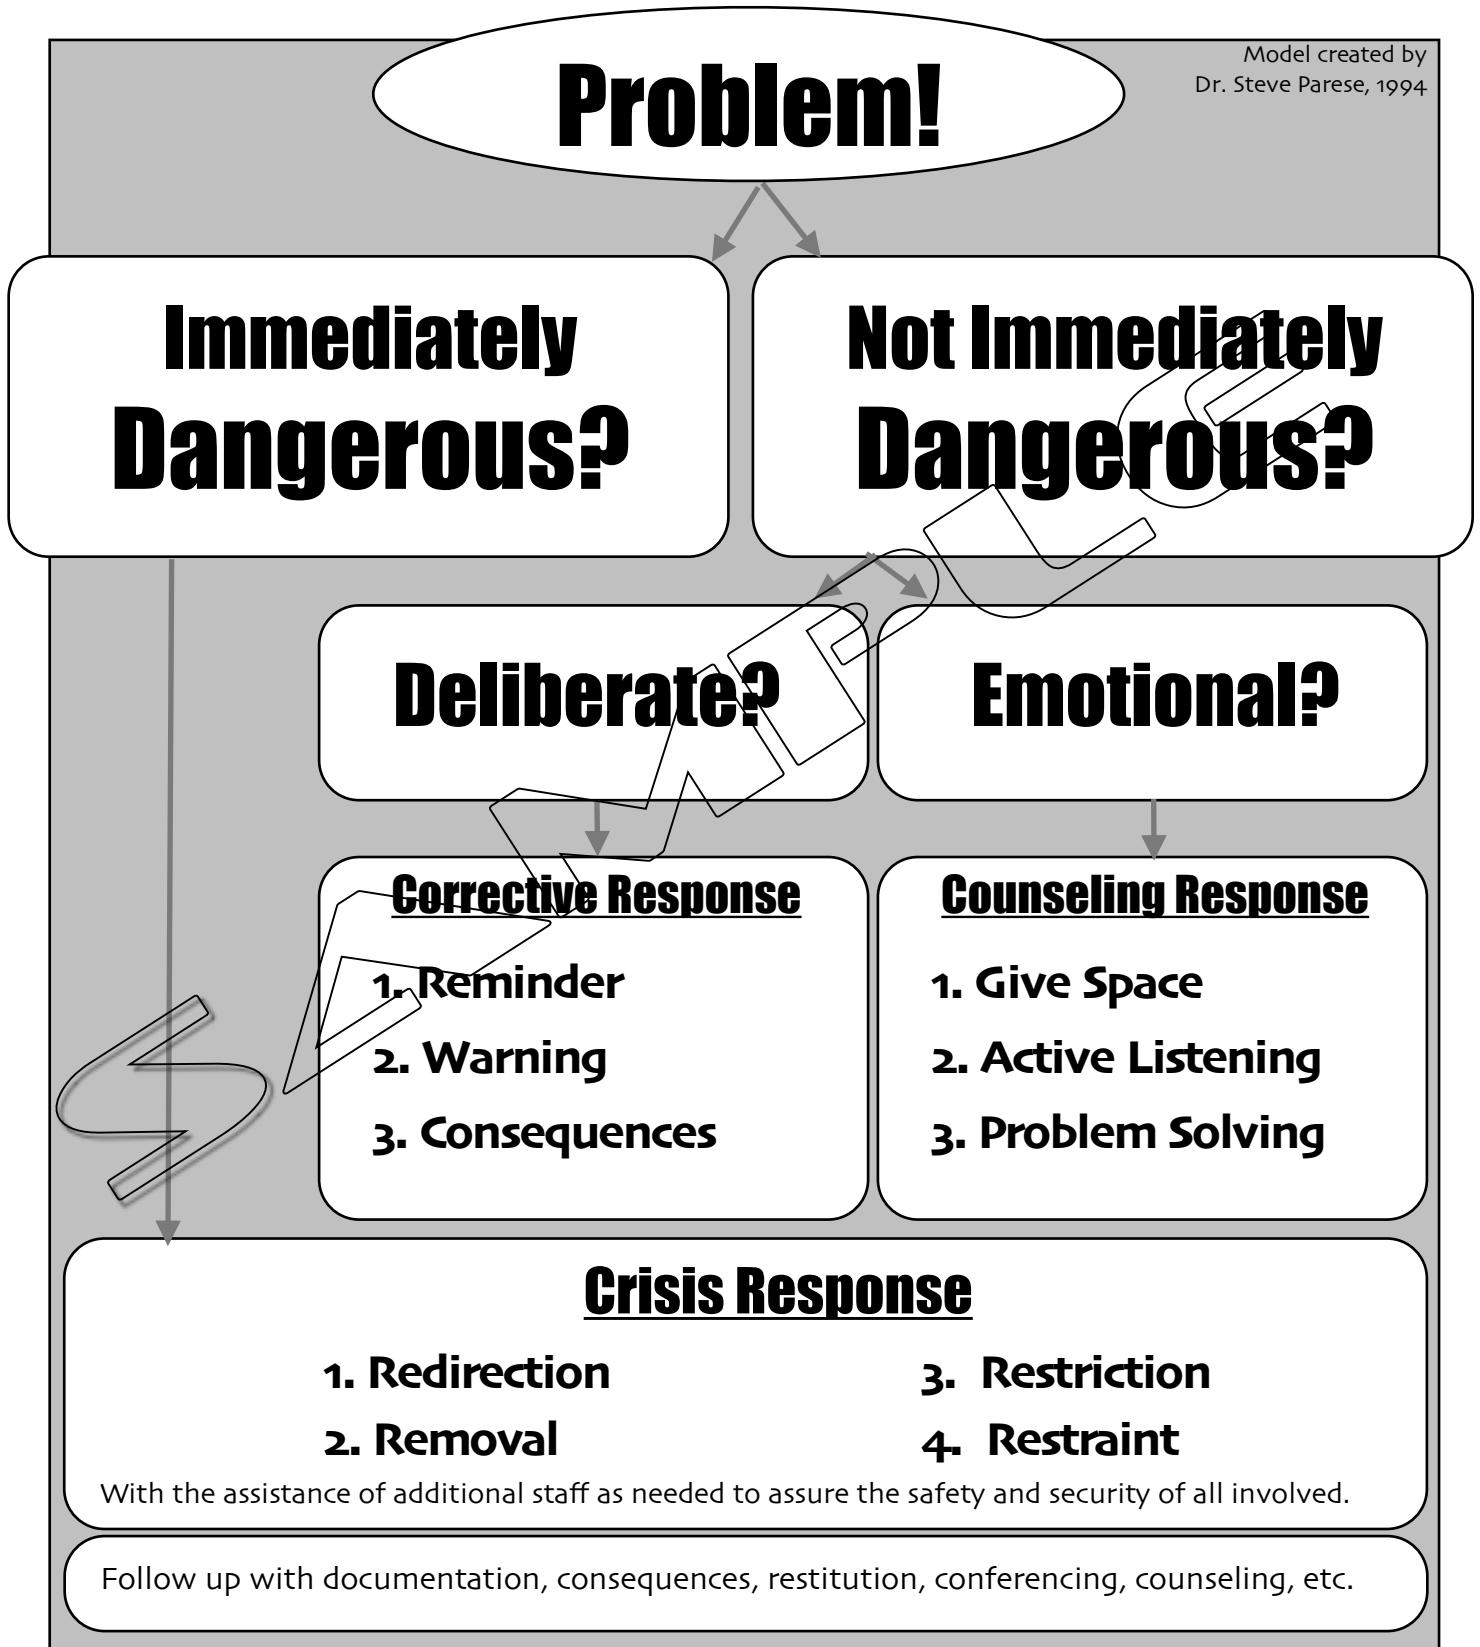 Problem!
Model created by
Dr. Steve Parese, 1994
Immediately
Dangerous?
Not Immediately
Dangerous?
Deliberate?
Emotional?
Corrective Response
1. Reminder
2. Warning
3. Consequences
Counseling Response
1. Give Space
2. Active Listening
3. Problem Solving
SAMPLE
Crisis Response
1. Redirection
2. Removal
3. Restriction
4. Restraint
With the assistance of additional staff as needed to assure the safety and security of all involved.
Follow up with documentation, consequences, restitution, conferencing, counseling, etc.